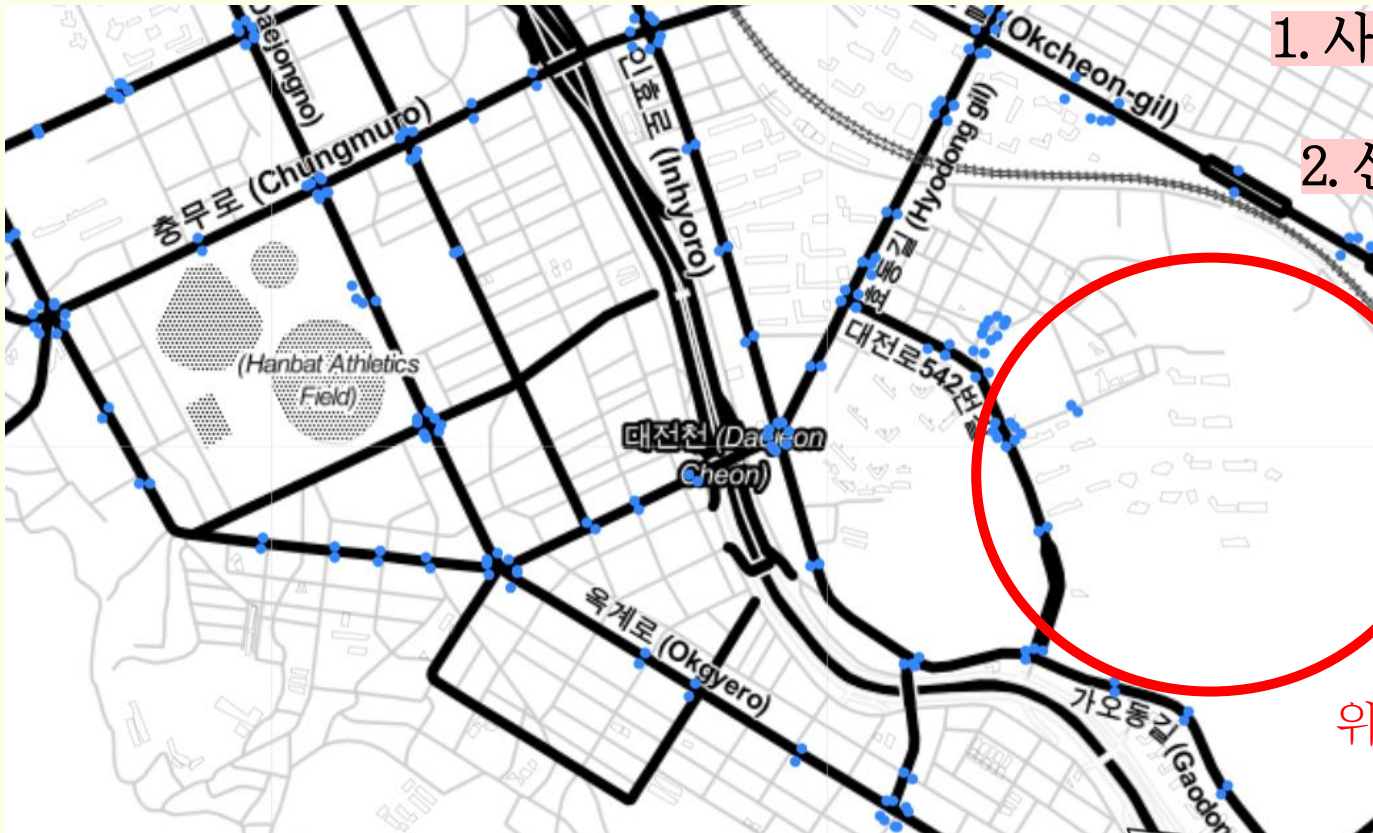 1. 사
2.
위
Daejongno)
충무로 (Chungmuro)
(Hanbat Athletics
Field)
인효로 (Inhyoro)
(Okcheon-gil)
효동길 (Hyodong gil)
대전로542번
대전천 (Daejeon
Cheon)
옥계로 (Okgyero)
가오동길 (Gaodon